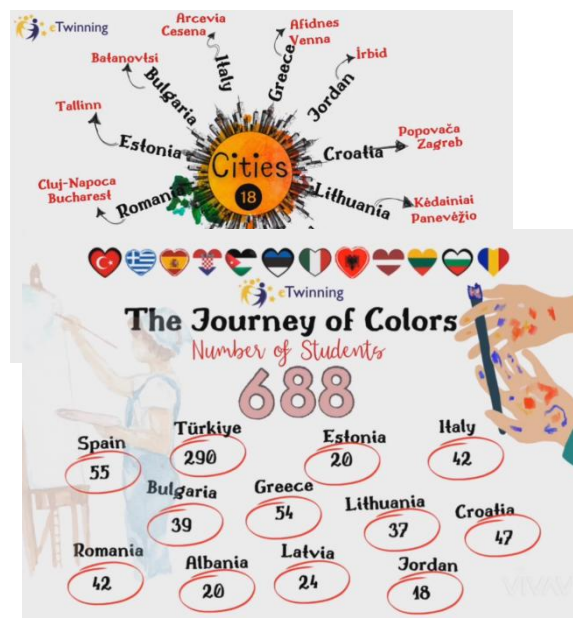 eTwinning
Arcevia
Cesena
Afidnes
Venna
İrbid
Batanovtsi
Tallinn
Cluj-Napoca
Bucharest
Popovača
Zagreb
Kėdainiai
Panevėžio
Italy
Greece
Jordan
Bulgaria
Estonia
Croatia
Romania
Lithuania
Cities
18
eTwinning
The Journey of Colors
Number of Students
688
Spain
55
Türkiye
290
Estonia
20
Italy
42
Bulgaria
39
Greece
54
Lithuania
37
Croatia
47
Romania
42
Albania
20
Latvia
24
Jordan
18